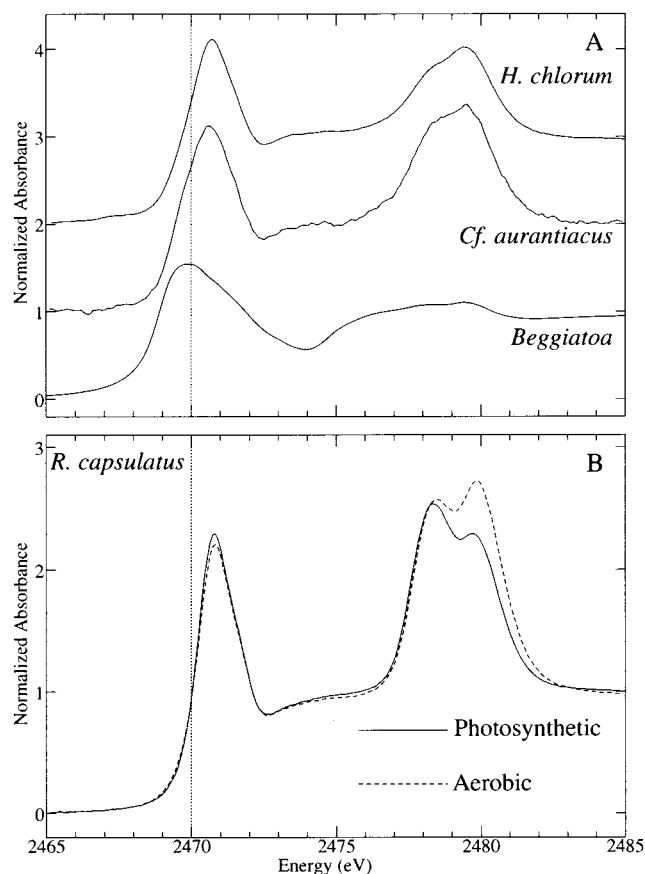 4
A
H. chlorum
3
Normalized Absorbance
2
Cf. aurantiacus
1
Beggiatoa
0
3
R. capsulatus
B
2
Normalized Absorbance
1
Photosynthetic
Aerobic
0
2465 2470 2475 2480 2485
Energy (eV)